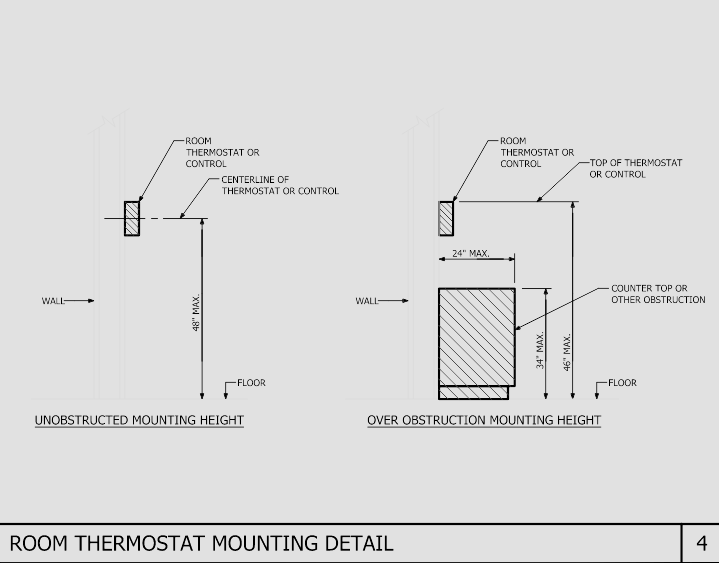 ROOM
THERMOSTAT OR
CONTROL
CENTERLINE OF
THERMOSTAT OR CONTROL
WALL
48" MAX.
FLOOR
UNOBSTRUCTED MOUNTING HEIGHT
ROOM
THERMOSTAT OR
CONTROL
TOP OF THERMOSTAT
OR CONTROL
24" MAX.
WALL
COUNTER TOP OR
OTHER OBSTRUCTION
34" MAX.
46" MAX.
FLOOR
OVER OBSTRUCTION MOUNTING HEIGHT
ROOM THERMOSTAT MOUNTING DETAIL
4